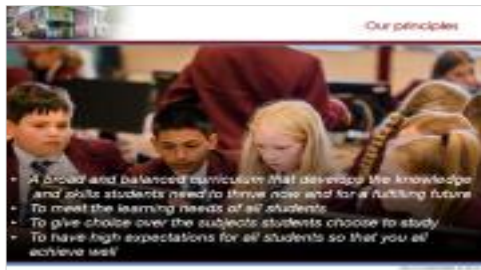 Our principles
• A broad and balanced curriculum that develops the knowledge
and skills students need to thrive now and for a fulfilling future
• To meet the learning needs of all students
• To give choice over the subjects students choose to study
• To have high expectations for all students so that you all
achieve well